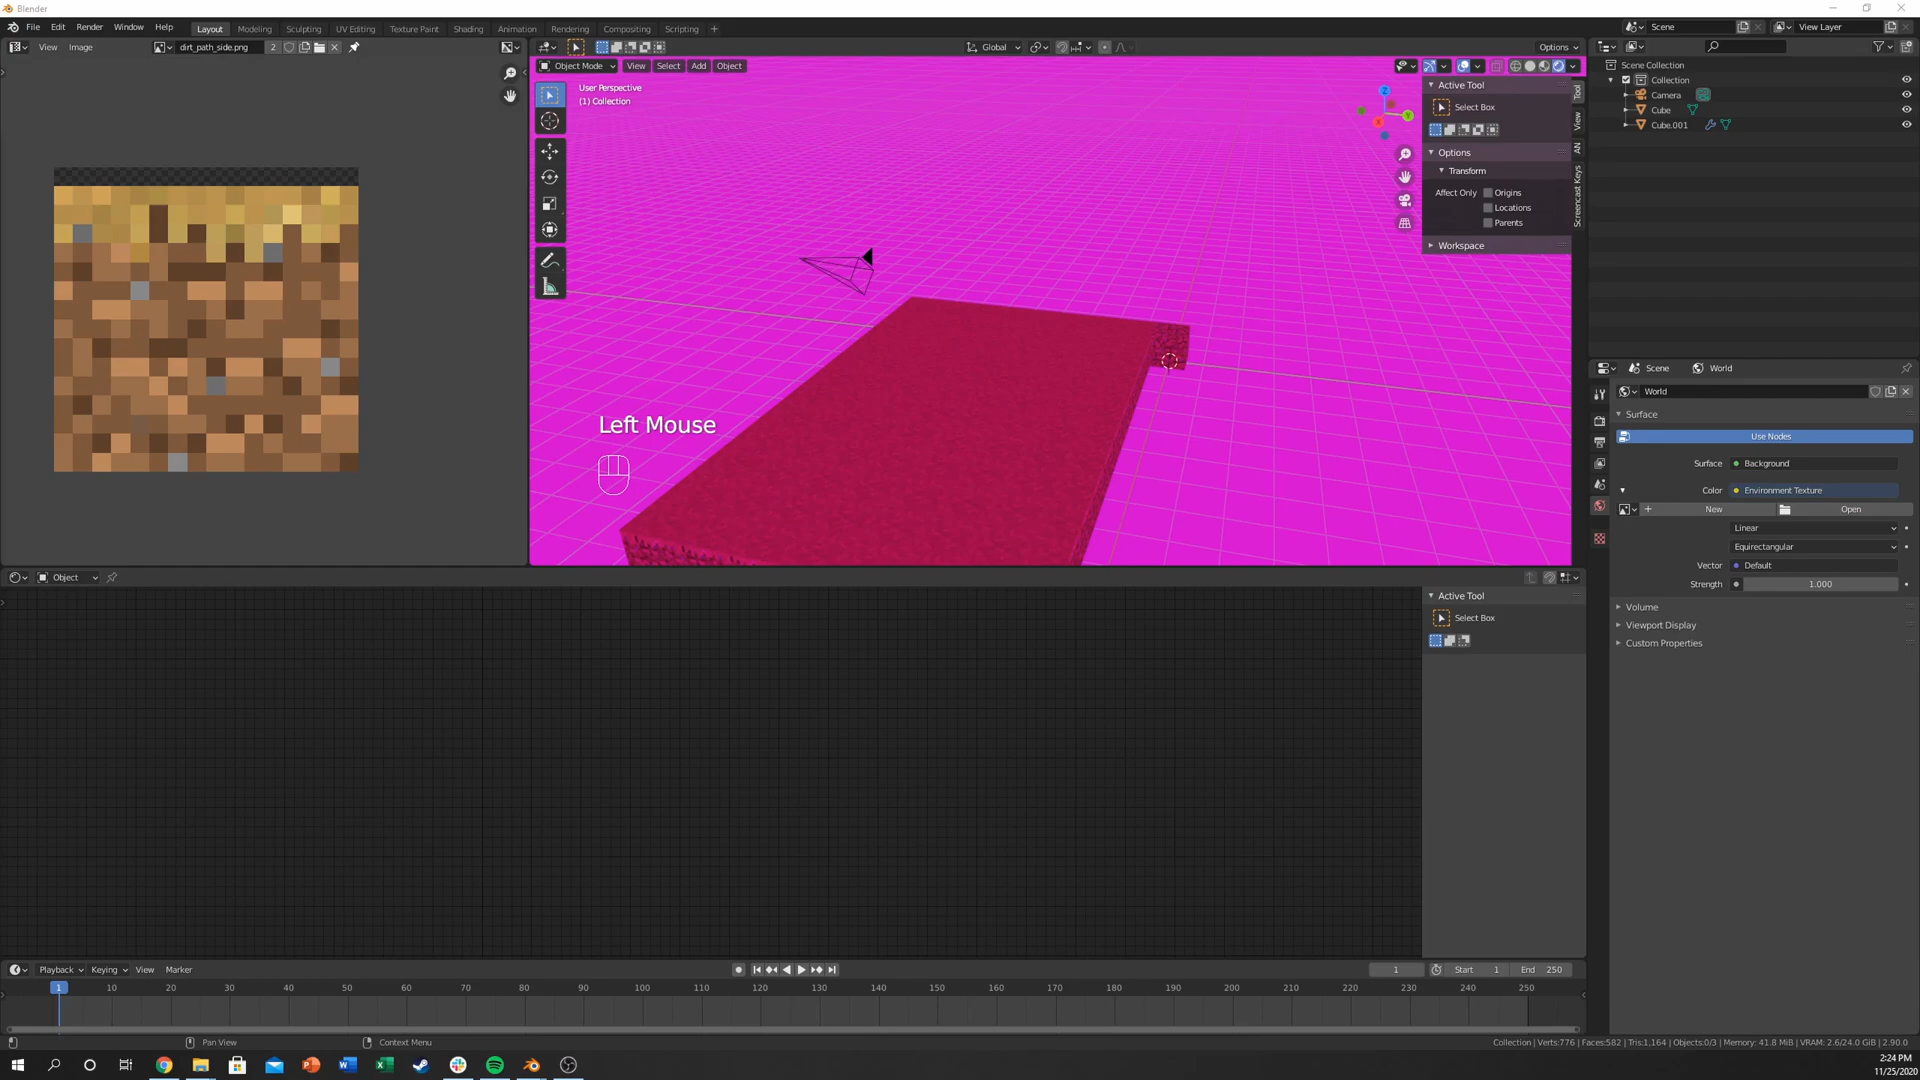 Blender
File Edit Render Window Help Layout Modeling Sculpting UV Editing Texture Paint Shading Animation Rendering Compositing Scripting + Scene View Layer
View Image dirt_path_side.png 2 Global Options
Object Mode View Select Add Object
User Perspective
(1) Collection
Z
X
Y
Active Tool
Select Box
Options
Transform
Affect Only Origins
Locations
Parents
Workspace
Tool
View
AN
Screencast Keys
Scene Collection
Collection
Camera
Cube
Cube.001
Left Mouse
Scene World
World
Surface
Use Nodes
Surface Background
Color Environment Texture
New Open
Linear
Equirectangular
Vector Default
Strength 1.000
Volume
Viewport Display
Custom Properties
Object
Active Tool
Select Box
Playback Keying View Marker 1 Start 1 End 250
1 10 20 30 40 50 60 70 80 90 100 110 120 130 140 150 160 170 180 190 200 210 220 230 240 250
Pan View Context Menu Collection | Verts:776 | Faces:582 | Tris:1,164 | Objects:0/3 | Memory: 41.8 MiB | VRAM: 2.6/24.0 GiB | 2.90.0
2:24 PM
11/25/2020